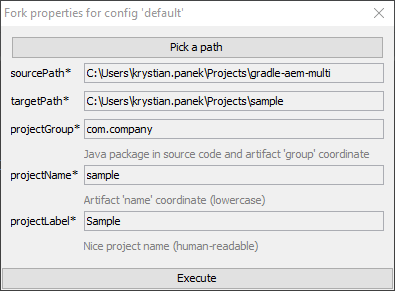 Fork properties for config 'default'
Pick a path
sourcePath* C:\Users\krystian.panek\Projects\gradle-aem-multi
targetPath* C:\Users\krystian.panek\Projects\sample
projectGroup* com.company
Java package in source code and artifact 'group' coordinate
projectName* sample
Artifact 'name' coordinate (lowercase)
projectLabel* Sample
Nice project name (human-readable)
Execute